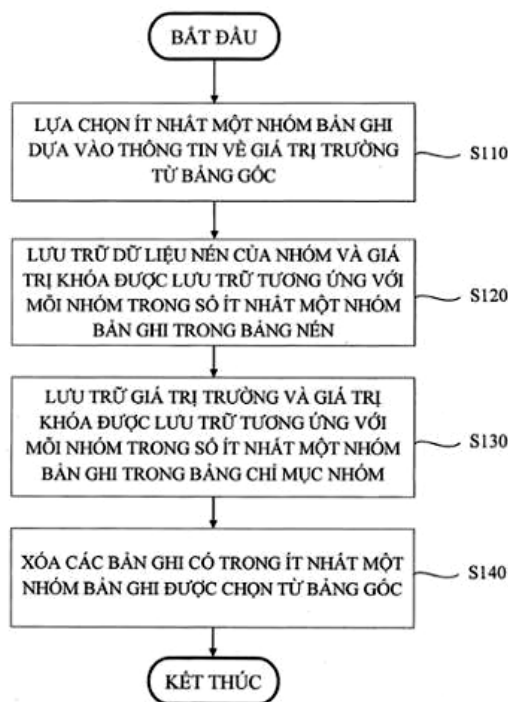 BẮT ĐẦU
LỰA CHỌN ÍT NHẤT MỘT NHÓM BẢN GHI
DỰA VÀO THÔNG TIN VỀ GIÁ TRỊ TRƯỜNG
TỪ BẢNG GỐC
S110
LƯU TRỮ DỮ LIỆU NÉN CỦA NHÓM VÀ GIÁ
TRỊ KHÓA ĐƯỢC LƯU TRỮ TƯƠNG ỨNG VỚI
MỖI NHÓM TRONG SỐ ÍT NHẤT MỘT NHÓM
BẢN GHI TRONG BẢNG NÉN
S120
LƯU TRỮ GIÁ TRỊ TRƯỜNG VÀ GIÁ TRỊ
KHÓA ĐƯỢC LƯU TRỮ TƯƠNG ỨNG VỚI
MỖI NHÓM TRONG SỐ ÍT NHẤT MỘT NHÓM
BẢN GHI TRONG BẢNG CHỈ MỤC NHÓM
S130
XÓA CÁC BẢN GHI CÓ TRONG ÍT NHẤT MỘT
NHÓM BẢN GHI ĐƯỢC CHỌN TỪ BẢNG GỐC
S140
KẾT THÚC